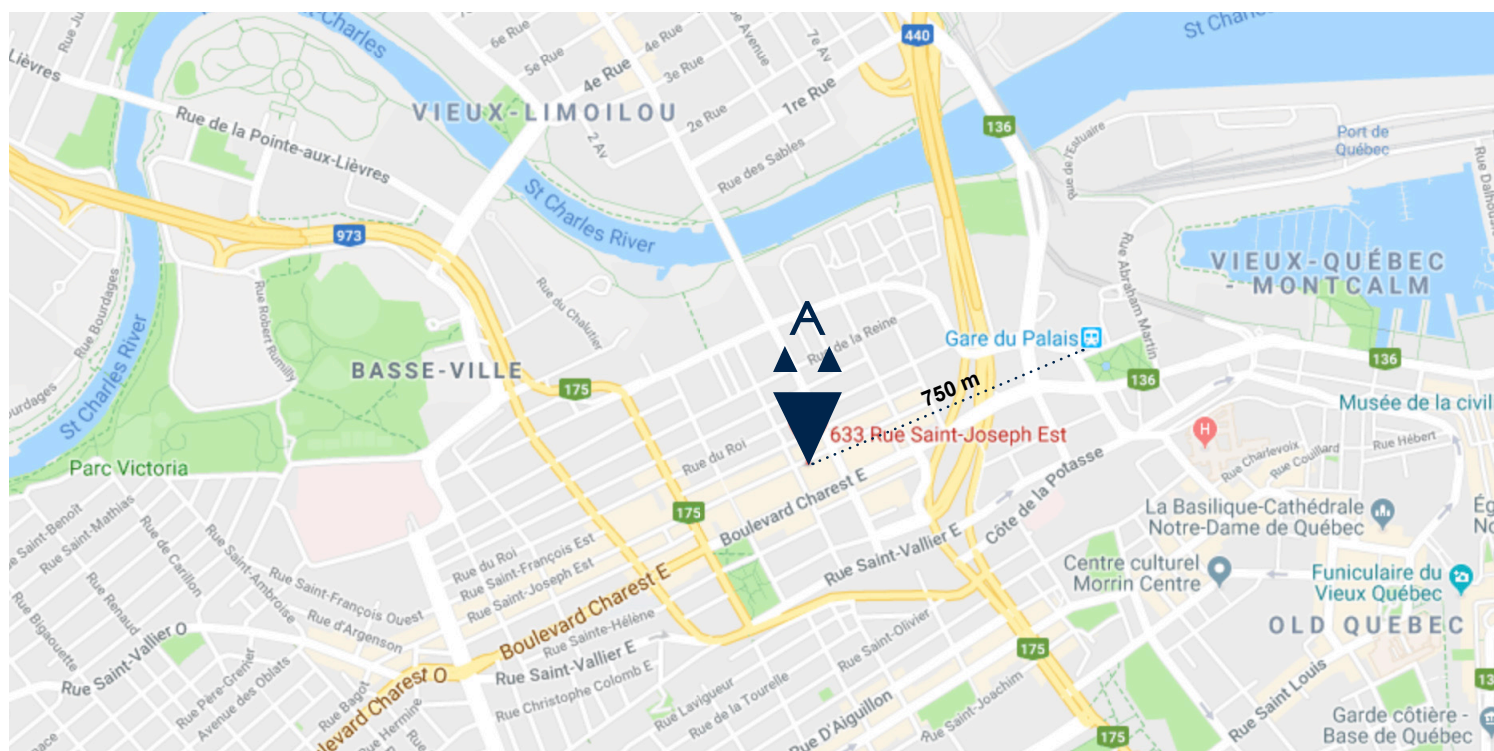 St Charles
6e Rue
5e Rue
4e Rue
4e Rue
3e Rue
2e Rue
1re Rue
7e Av
2 Av
440
St Charles
Lièvres
VIEUX-LIMOILOU
Rue de la Pointe-aux-Lièvres
Rue des Sables
136
Rue de l'Estuaire
Port de
Québec
St Charles River
973
Rue Abraham Martin
VIEUX-QUÉBEC
- MONTCALM
Rue Bourdages
Rue Robert Rumilly
Rue du Chalutier
A
Rue de la Reine
Gare du Palais
136
136
St Charles River
BASSE-VILLE
175
750 m
Musée de la civil
633 Rue Saint-Joseph Est
H
Rue Hébert
Rue Charlevoix
Rue Couillard
Parc Victoria
Rue du Roi
175
Boulevard Charest E
Côte de la Potasse
La Basilique-Cathédrale
Notre-Dame de Québec
Rue Saint-Vallier E
Rue Saint-Mathias
Rue de Carillon
Rue Saint-Ambroise
Rue Saint-François Ouest
Rue du Roi
Rue Saint-François Est
Rue Saint-Joseph Est
Boulevard Charest E
Centre culturel
Morrin Centre
Funiculaire du
Vieux Québec
OLD QUEBEC
Rue Renaud
Rue Bigaouette
Rue d'Argenson
Rue Sainte-Hélène
Rue Saint-Vallier O
Rue Saint-Vallier E
Rue Christophe Colomb E
Rue Saint-Olivier
175
Rue Père-Grenier
Avenue des Oblats
Rue Bagot
Rue Hermine
levard Charest O
Rue Lavigueur
Rue de la Tourelle
Rue D'Aiguillon
Rue Saint-Joachim
Rue Saint Louis
175
Garde côtière -
Base de Québec